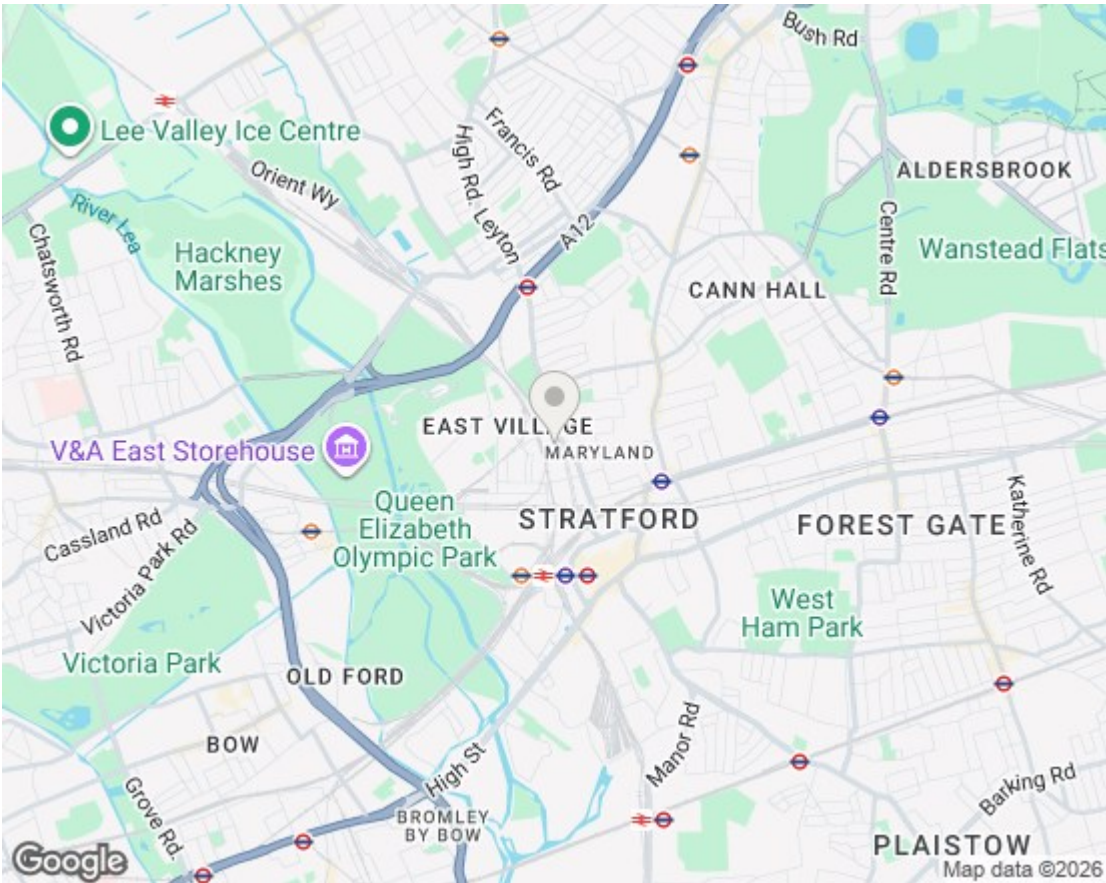 Bush Rd
Lee Valley Ice Centre
Francis Rd
High Rd. Leyton
Orient Wy
ALDERSBROOK
River Lea
A12
Centre Rd
Chatsworth Rd
Hackney
Marshes
Wanstead Flats
CANN HALL
EAST VILLAGE
MARYLAND
V&A East Storehouse
Queen
Elizabeth
Olympic Park
STRATFORD
FOREST GATE
Katherine Rd
Cassland Rd
Victoria Park Rd
West
Ham Park
Victoria Park
OLD FORD
BOW
Manor Rd
High St
Barking Rd
Grove Rd.
BROMLEY
BY BOW
PLAISTOW
Google
Map data ©2026